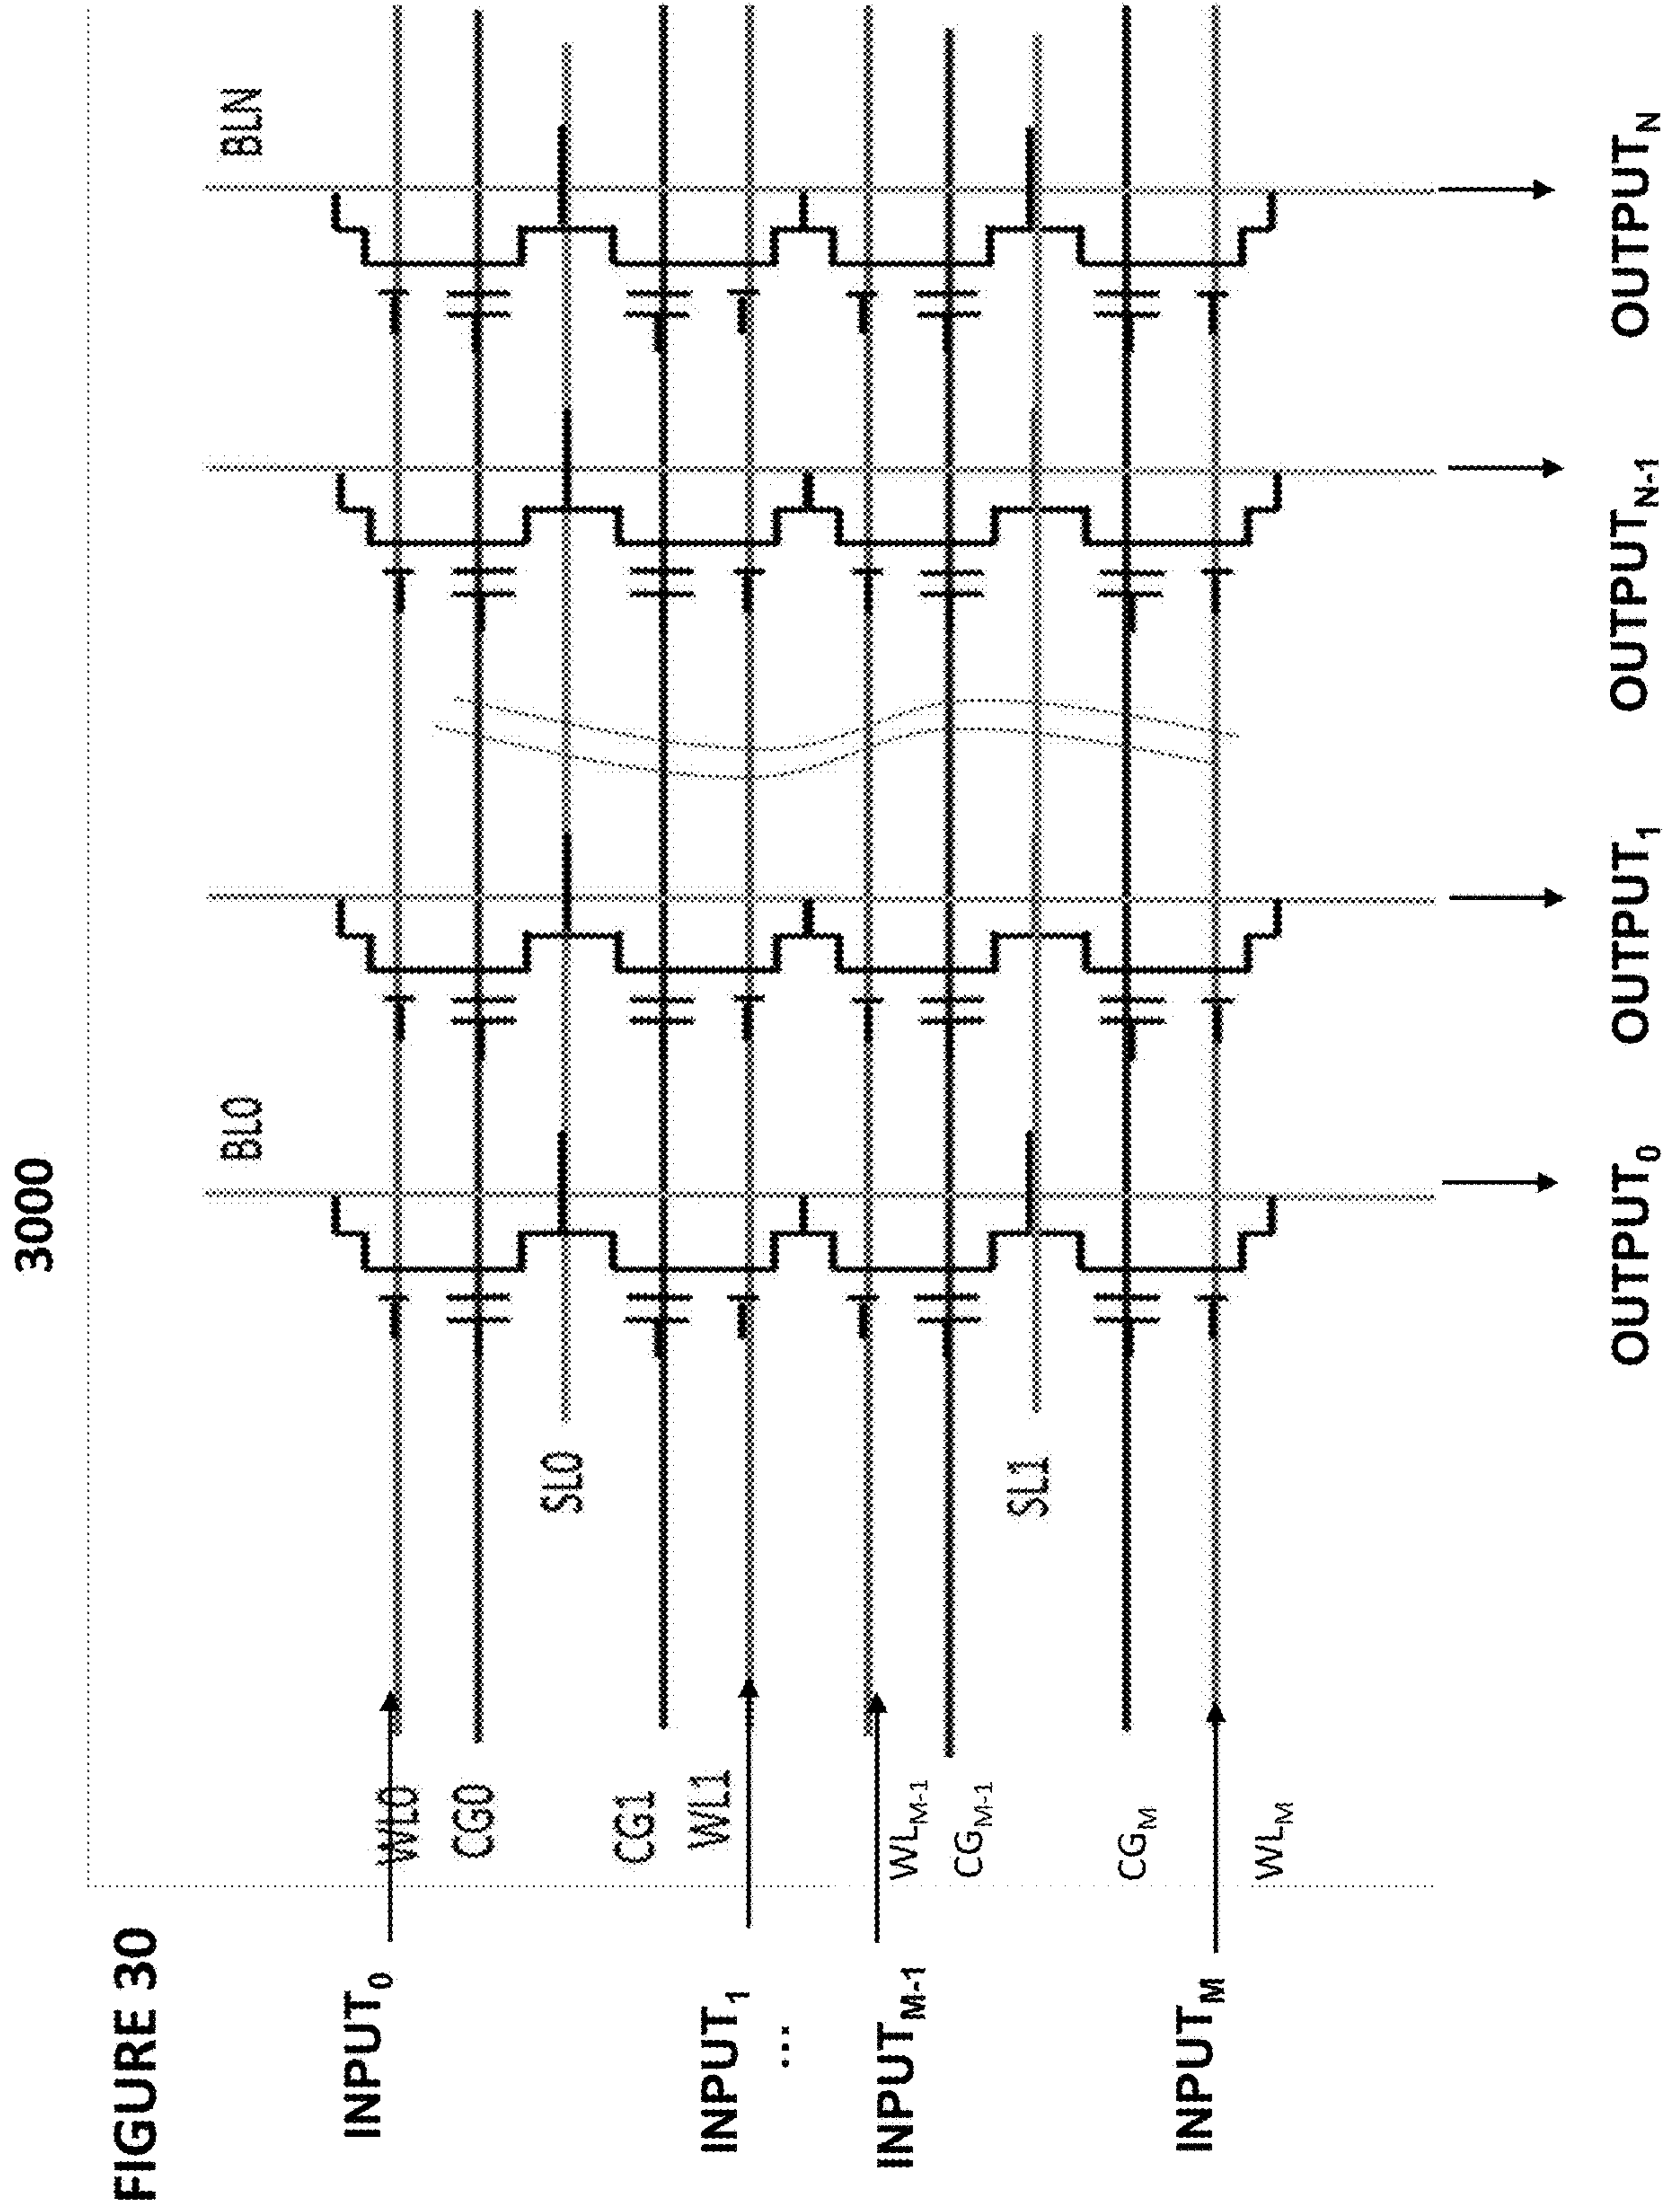 FIGURE 30
3000
BL0
BLN
INPUT₀
WL0
CG0
SL0
CG1
INPUT₁
WL1
...
INPUTM-1
WLM-1
CGM-1
SL1
CGM
INPUTM
WLM
OUTPUT₀
OUTPUT₁
OUTPUTN-1
OUTPUTN